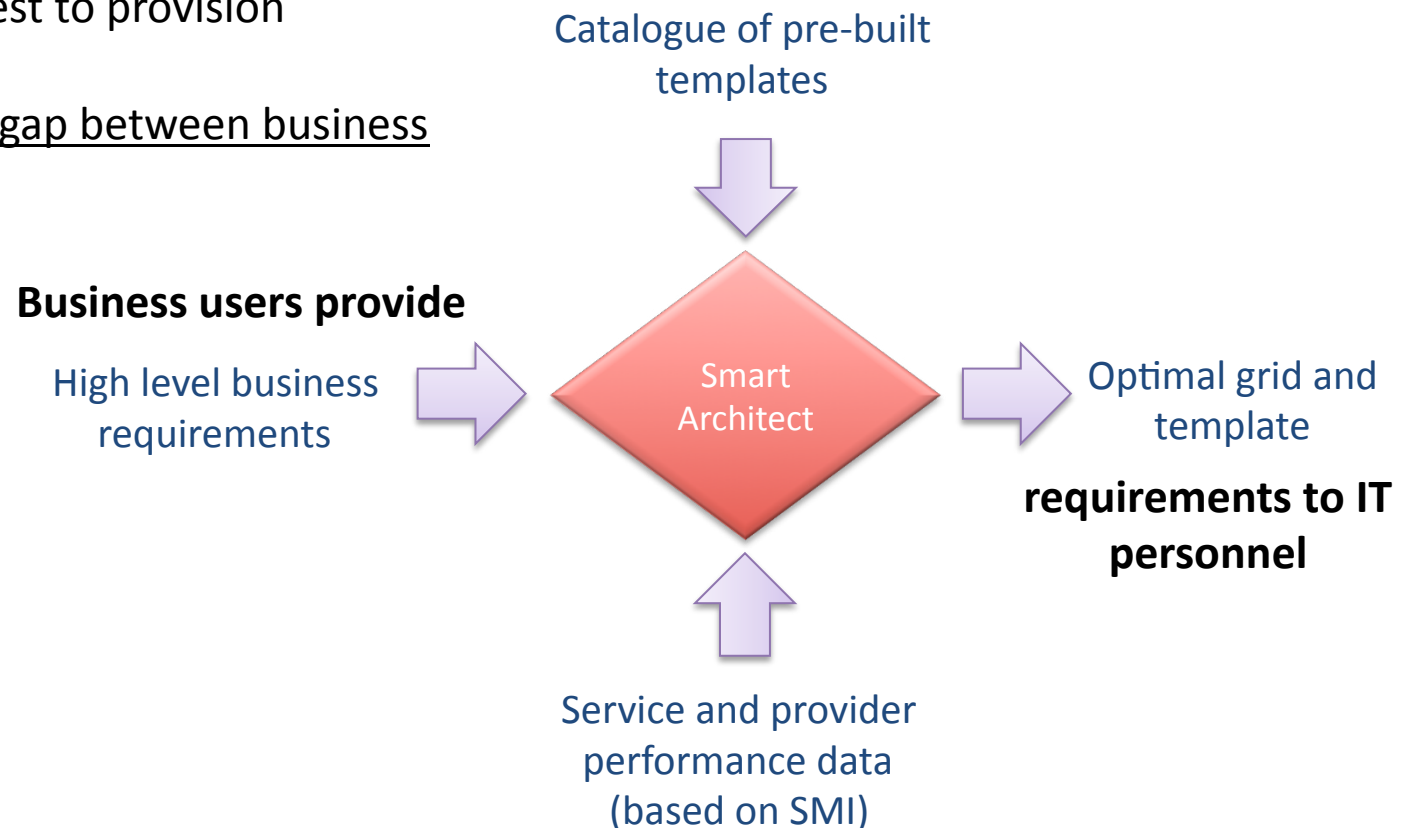 est to provision
Catalogue of pre-built
templates
gap between business
Business users provide
High level business
requirements
Smart
Architect
Optimal grid and
template
requirements to IT
personnel
Service and provider
performance data
(based on SMI)